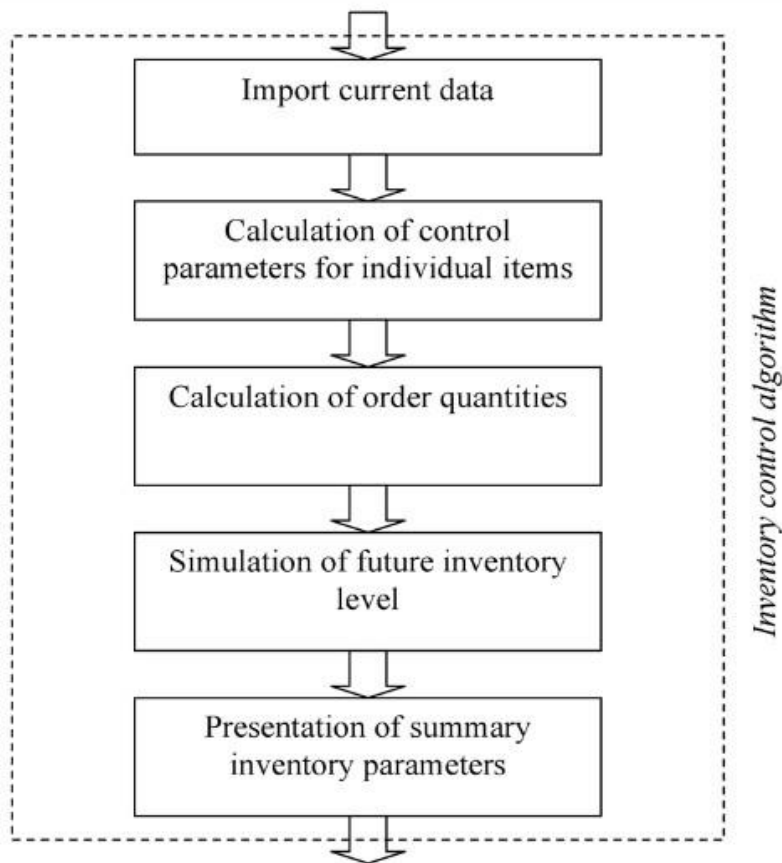 Import current data
Calculation of control
parameters for individual items
Calculation of order quantities
Simulation of future inventory
level
Presentation of summary
inventory parameters
Inventory control algorithm